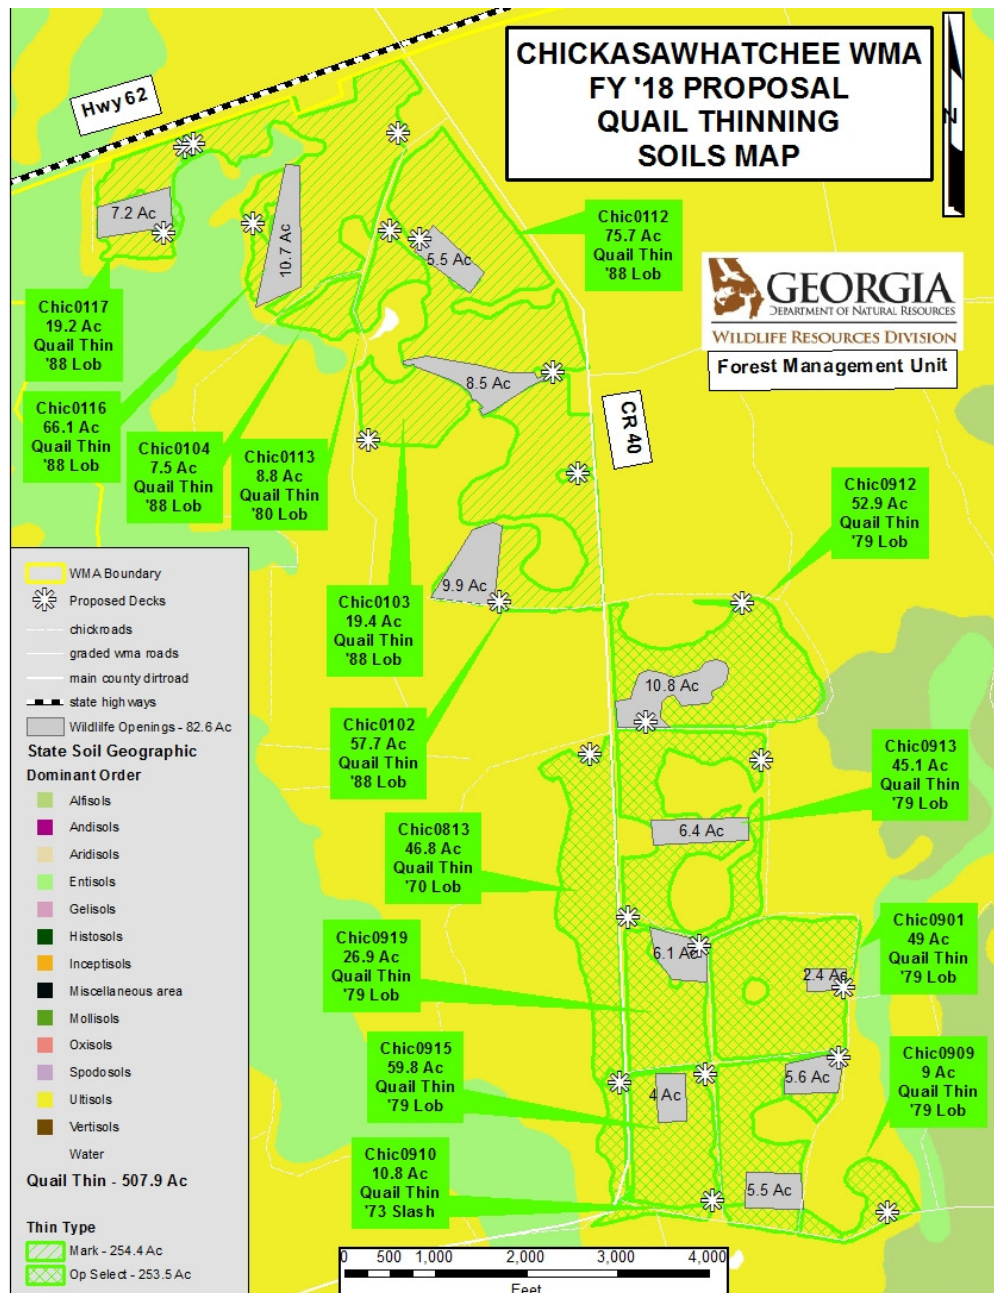 CHICKASAWHATCHEE WMA
FY '18 PROPOSAL
QUAIL THINNING
SOILS MAP
N
Hwy 62
GEORGIA
DEPARTMENT OF NATURAL RESOURCES
WILDLIFE RESOURCES DIVISION
Forest Management Unit
CR 40
7.2 Ac
10.7 Ac
5.5 Ac
8.5 Ac
9.9 Ac
10.8 Ac
6.4 Ac
6.1 Ac
2.4 Ac
5.6 Ac
4 Ac
5.5 Ac
Chic0112
75.7 Ac
Quail Thin
'88 Lob
Chic0117
19.2 Ac
Quail Thin
'88 Lob
Chic0116
66.1 Ac
Quail Thin
'88 Lob
Chic0104
7.5 Ac
Quail Thin
'88 Lob
Chic0113
8.8 Ac
Quail Thin
'80 Lob
Chic0912
52.9 Ac
Quail Thin
'79 Lob
Chic0103
19.4 Ac
Quail Thin
'88 Lob
Chic0102
57.7 Ac
Quail Thin
'88 Lob
Chic0913
45.1 Ac
Quail Thin
'79 Lob
Chic0813
46.8 Ac
Quail Thin
'70 Lob
Chic0901
49 Ac
Quail Thin
'79 Lob
Chic0919
26.9 Ac
Quail Thin
'79 Lob
Chic0915
59.8 Ac
Quail Thin
'79 Lob
Chic0909
9 Ac
Quail Thin
'79 Lob
Chic0910
10.8 Ac
Quail Thin
'73 Slash
WMA Boundary
Proposed Decks
chickroads
graded wma roads
main county dirtroad
state highways
Wildlife Openings - 82.6 Ac
State Soil Geographic
Dominant Order
Alfisols
Andisols
Aridisols
Entisols
Gelisols
Histosols
Inceptisols
Miscellaneous area
Mollisols
Oxisols
Spodosols
Ultisols
Vertisols
Water
Quail Thin - 507.9 Ac
Thin Type
Mark - 254.4 Ac
Op Select - 253.5 Ac
0 500 1,000 2,000 3,000 4,000
Feet